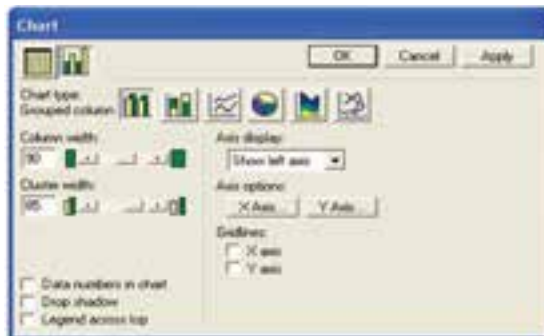 Chart
OK Cancel Apply
Chart type:
Grouped column
Column width: Axis display:
90 Show left axis
Cluster width: Axis options:
85 X Axis... Y Axis...
Gridlines:
X axis
Y axis
Data numbers in chart
Drop shadow
Legend across top